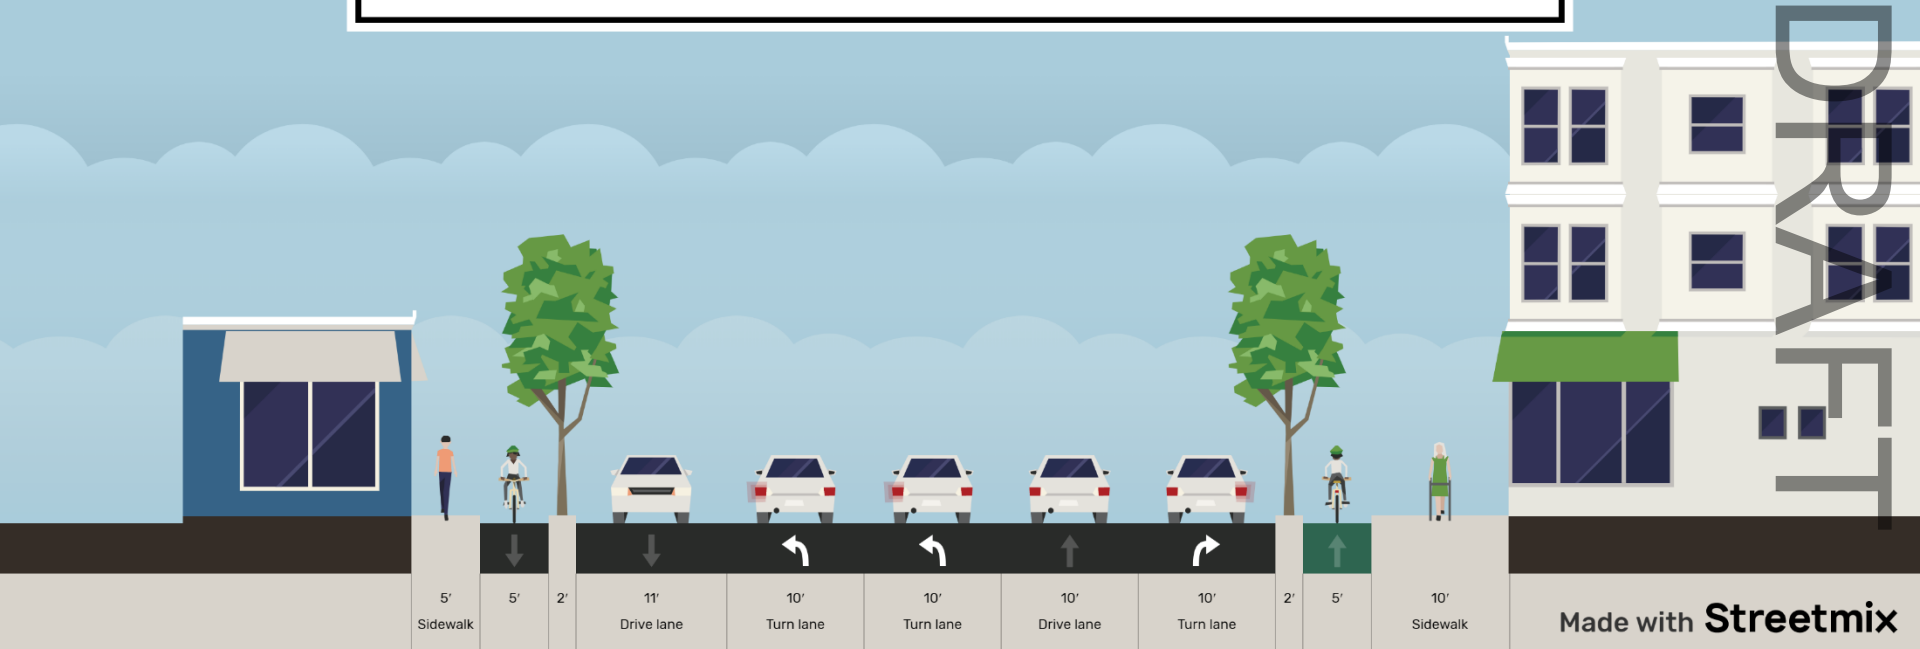 DRAFT
5′ 5′ 2′ 11′ 10′ 10′ 10′ 10′ 2′ 5′ 10′
Sidewalk Drive lane Turn lane Turn lane Drive lane Turn lane Sidewalk
Made with Streetmix